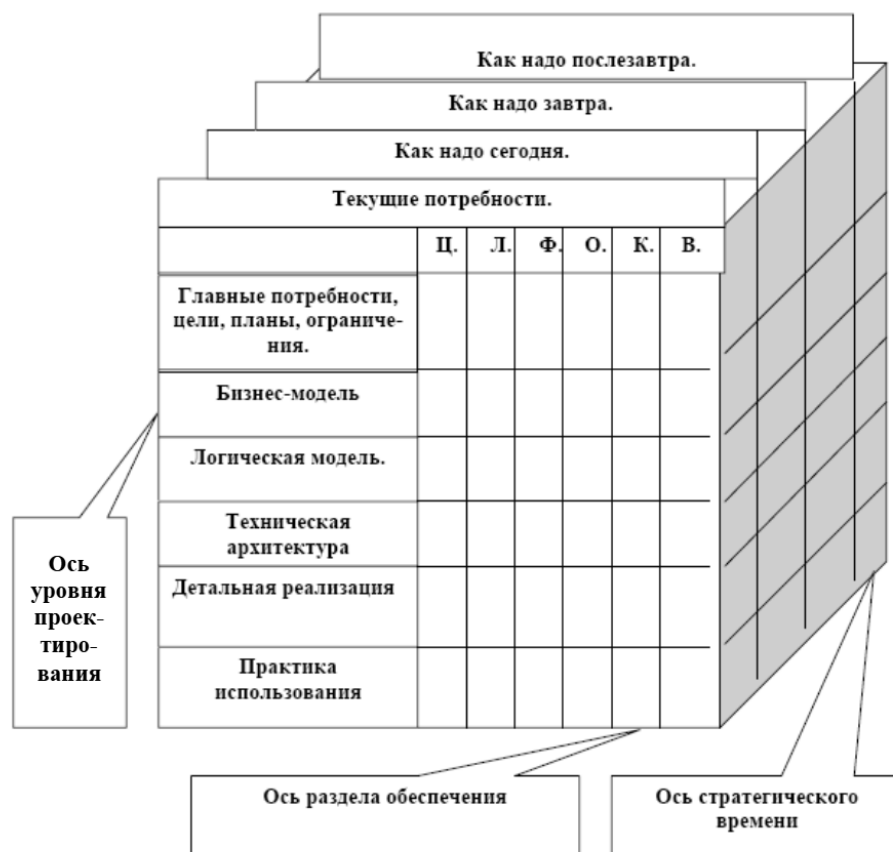 Как надо послезавтра.
Как надо завтра.
Как надо сегодня.
Текущие потребности.
Ц. Л. Ф. О. К. В.
Главные потребности,
цели, планы, ограниче-
ния.
Бизнес-модель
Логическая модель.
Техническая
архитектура
Детальная реализация
Практика
использования
Ось
уровня
проек-
тиро-
вания
Ось раздела обеспечения
Ось стратегического
времени